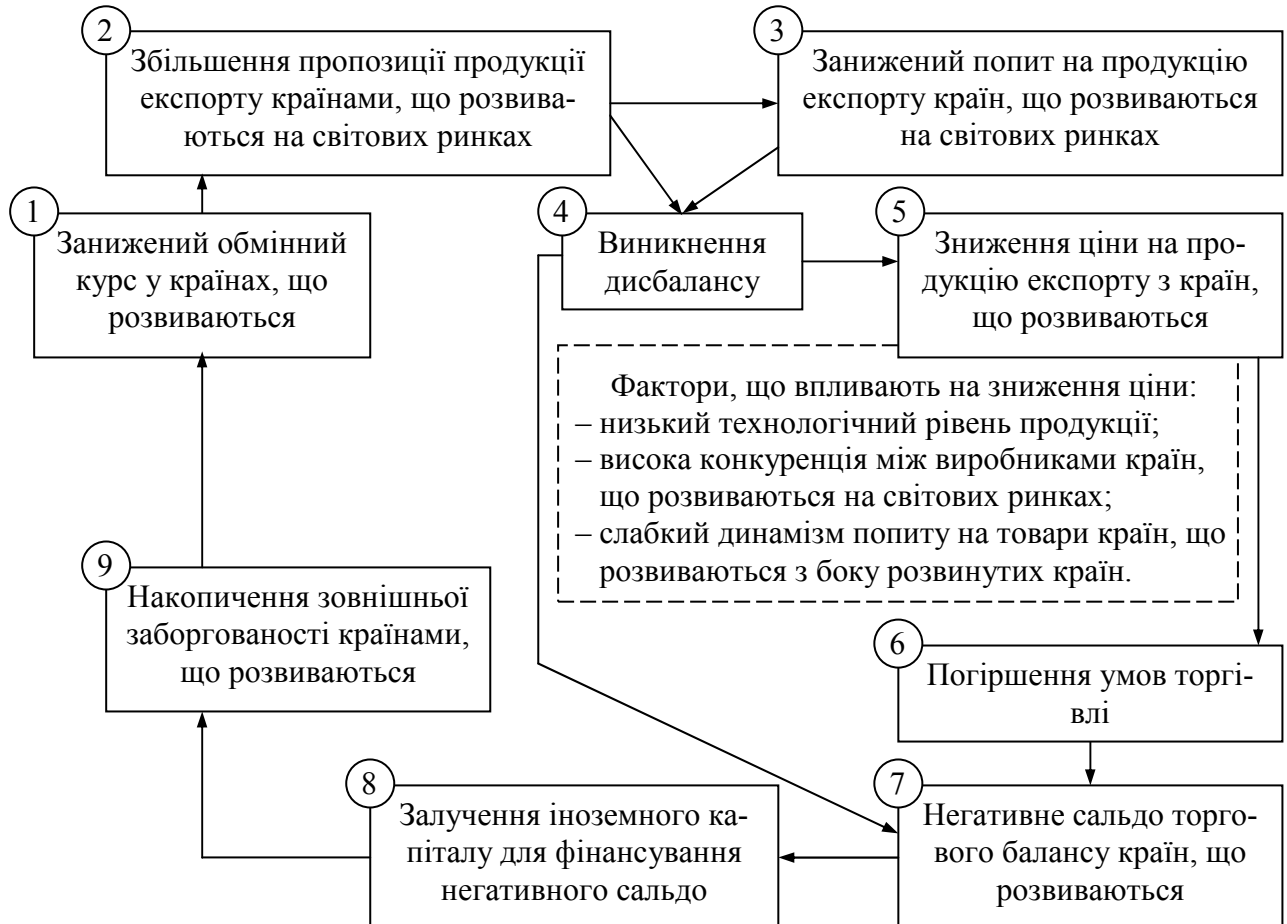 2
Збільшення пропозиції продукції
експорту країнами, що розвива-
ються на світових ринках
3
Занижений попит на продукцію
експорту країн, що розвиваються
на світових ринках
1
Занижений обмінний
курс у країнах, що
розвиваються
4
Виникнення
дисбалансу
5
Зниження ціни на про-
дукцію експорту з країн,
що розвиваються
Фактори, що впливають на зниження ціни:
– низький технологічний рівень продукції;
– висока конкуренція між виробниками країн,
що розвиваються на світових ринках;
– слабкий динамізм попиту на товари країн, що
розвиваються з боку розвинутих країн.
9
Накопичення зовнішньої
заборгованості країнами,
що розвиваються
6
Погіршення умов торгі-
влі
8
Залучення іноземного ка-
піталу для фінансування
негативного сальдо
7
Негативне сальдо торго-
вого балансу країн, що
розвиваються